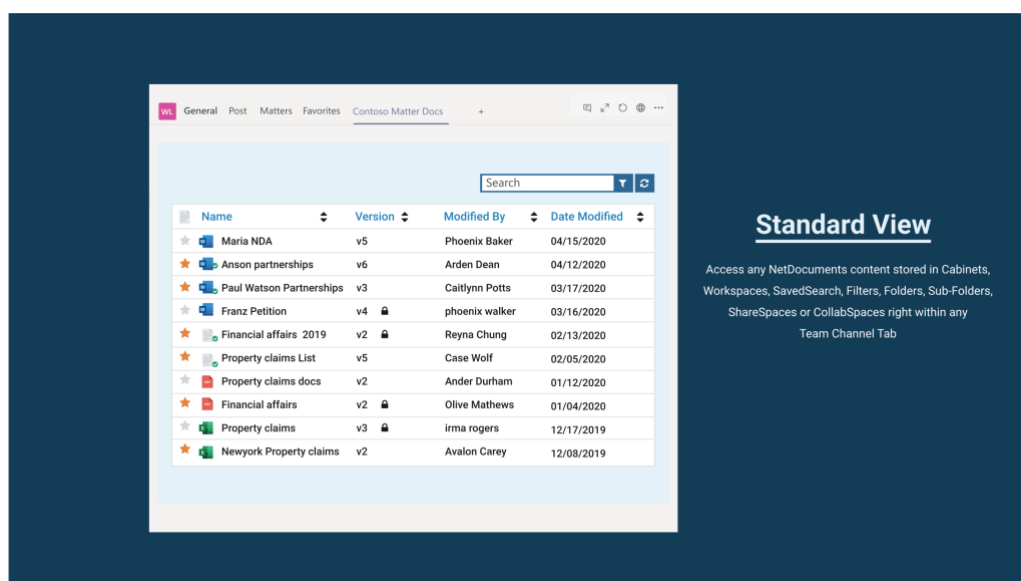 WL General Post Matters Favorites Contoso Matter Docs +
Search
Name Version Modified By Date Modified
Maria NDA v5 Phoenix Baker 04/15/2020
Anson partnerships v6 Arden Dean 04/12/2020
Paul Watson Partnerships v3 Caitlynn Potts 03/17/2020
Franz Petition v4 phoenix walker 03/16/2020
Financial affairs 2019 v2 Reyna Chung 02/13/2020
Property claims List v5 Case Wolf 02/05/2020
Property claims docs v2 Ander Durham 01/12/2020
Financial affairs v2 Olive Mathews 01/04/2020
Property claims v3 irma rogers 12/17/2019
Newyork Property claims v2 Avalon Carey 12/08/2019
Standard View
Access any NetDocuments content stored in Cabinets,
Workspaces, SavedSearch, Filters, Folders, Sub-Folders,
ShareSpaces or CollabSpaces right within any
Team Channel Tab